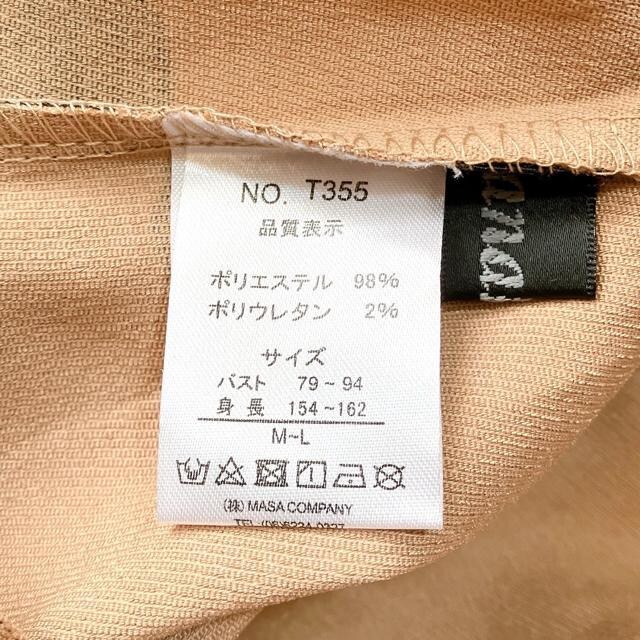 NO. T355
品質表示
ポリエステル 98%
ポリウレタン 2%
サイズ
バスト 79~94
身長 154~162
M~L
(株) MASA COMPANY